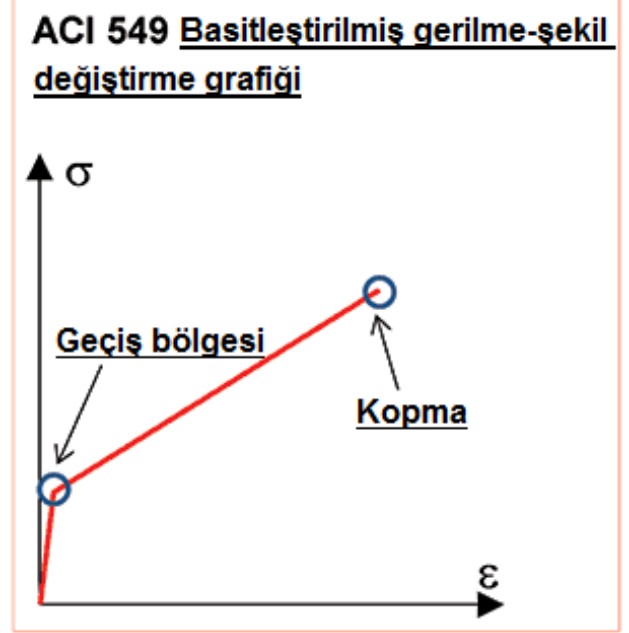 ACI 549 Basitleştirilmiş gerilme-şekil
değiştirme grafiği
σ
Geçiş bölgesi
Kopma
ε